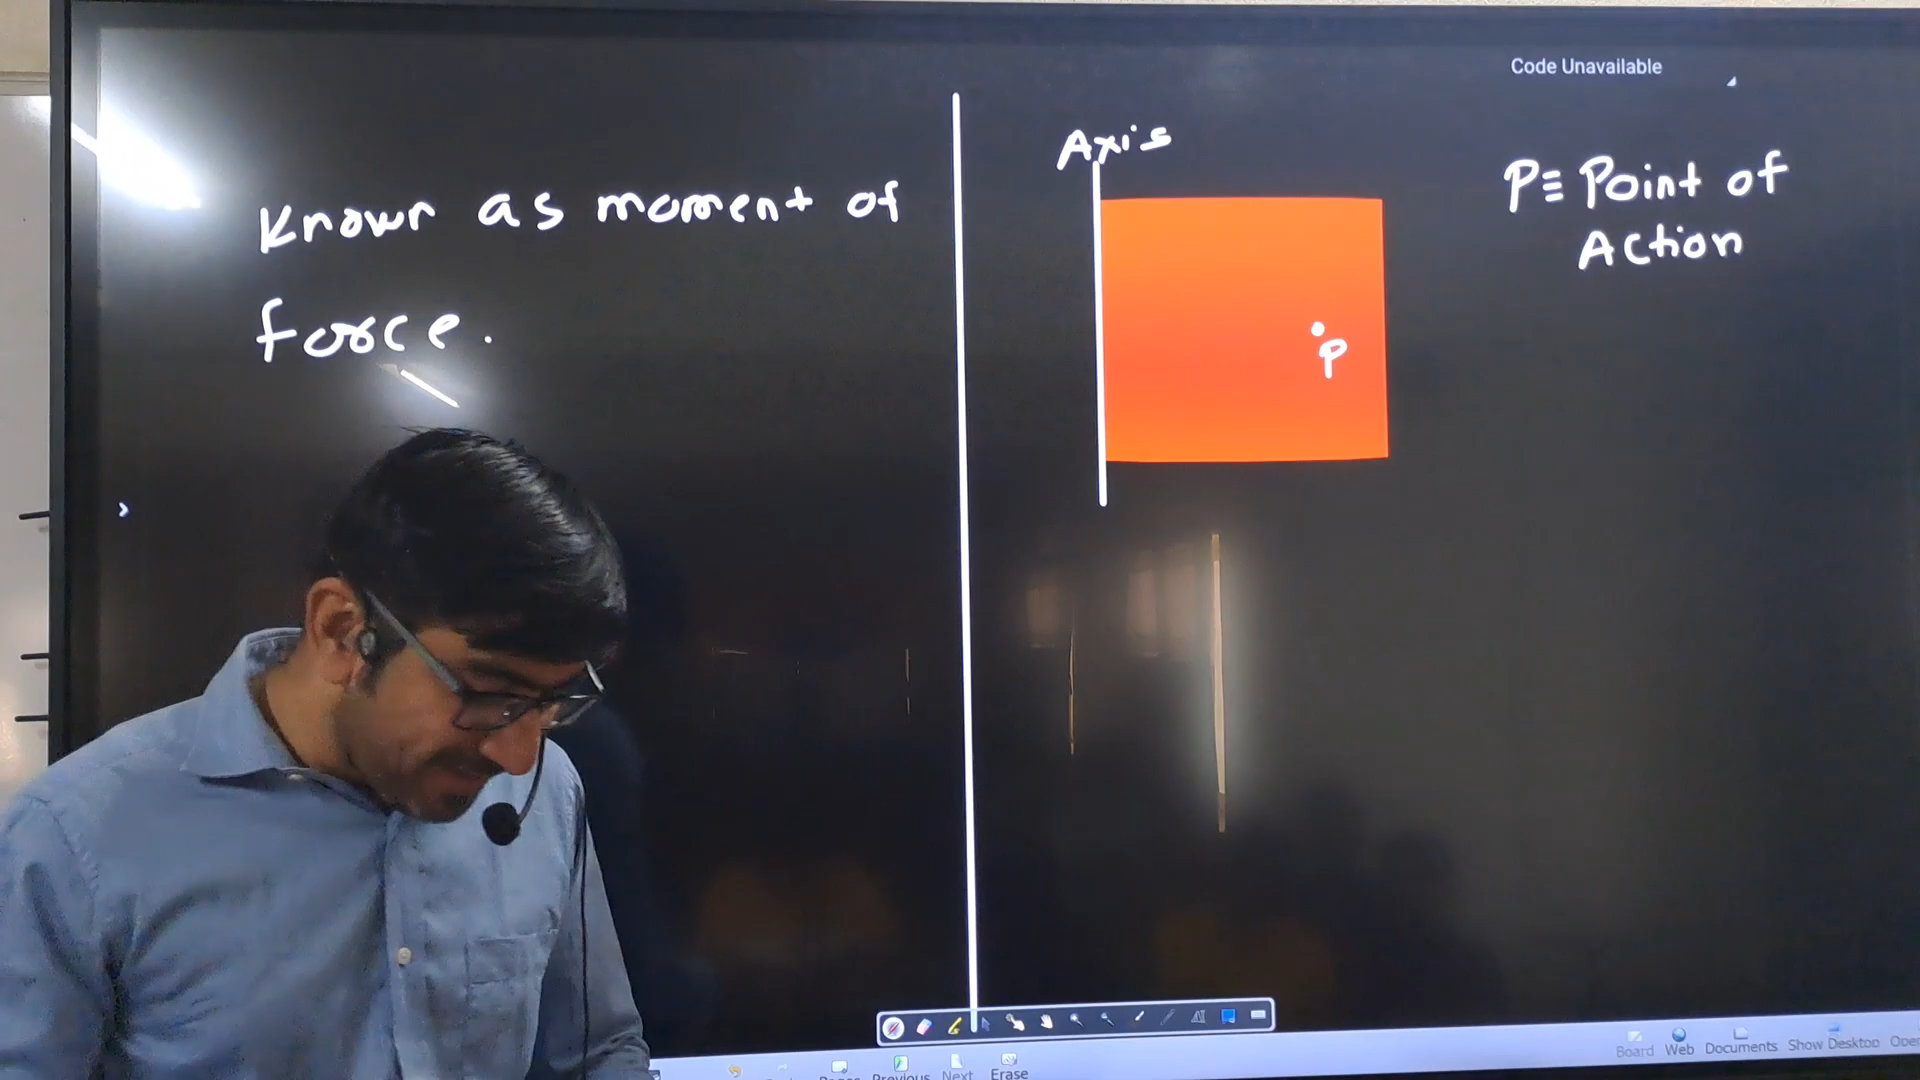 Known as moment of
force.
Code Unavailable
Axis
P
P≡ Point of
Action
Previous Next Erase
Board Web Documents Show Desktop